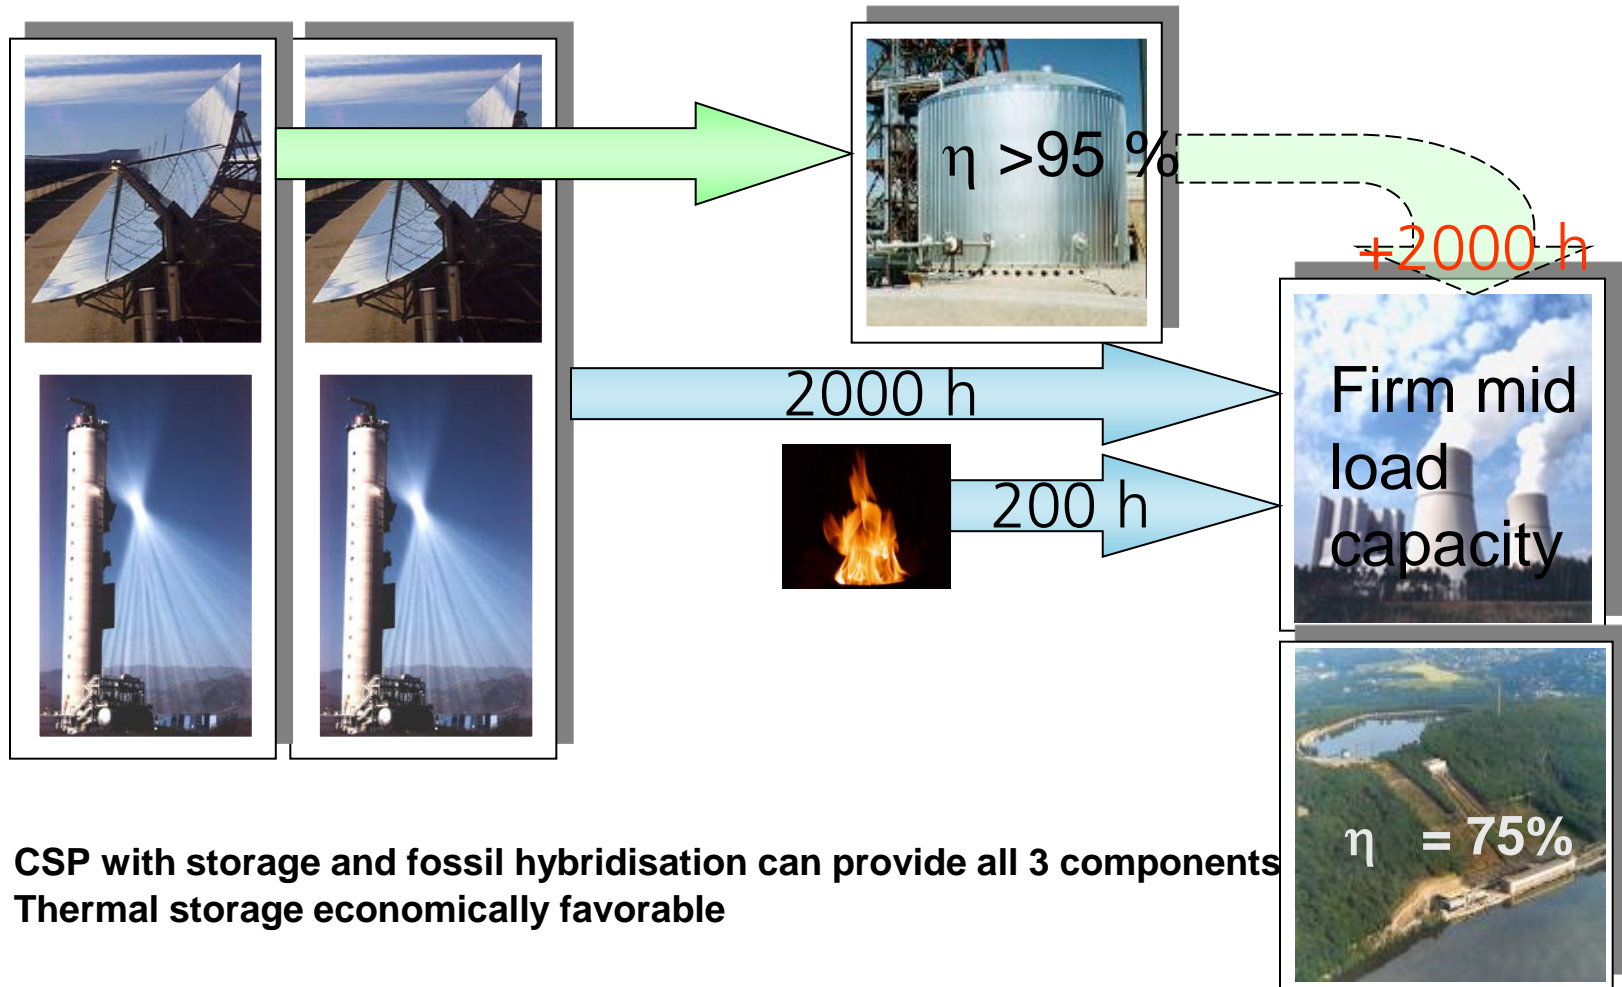 η >95 %
+2000 h
2000 h
200 h
Firm mid
load
capacity
η = 75%
CSP with storage and fossil hybridisation can provide all 3 components
Thermal storage economically favorable